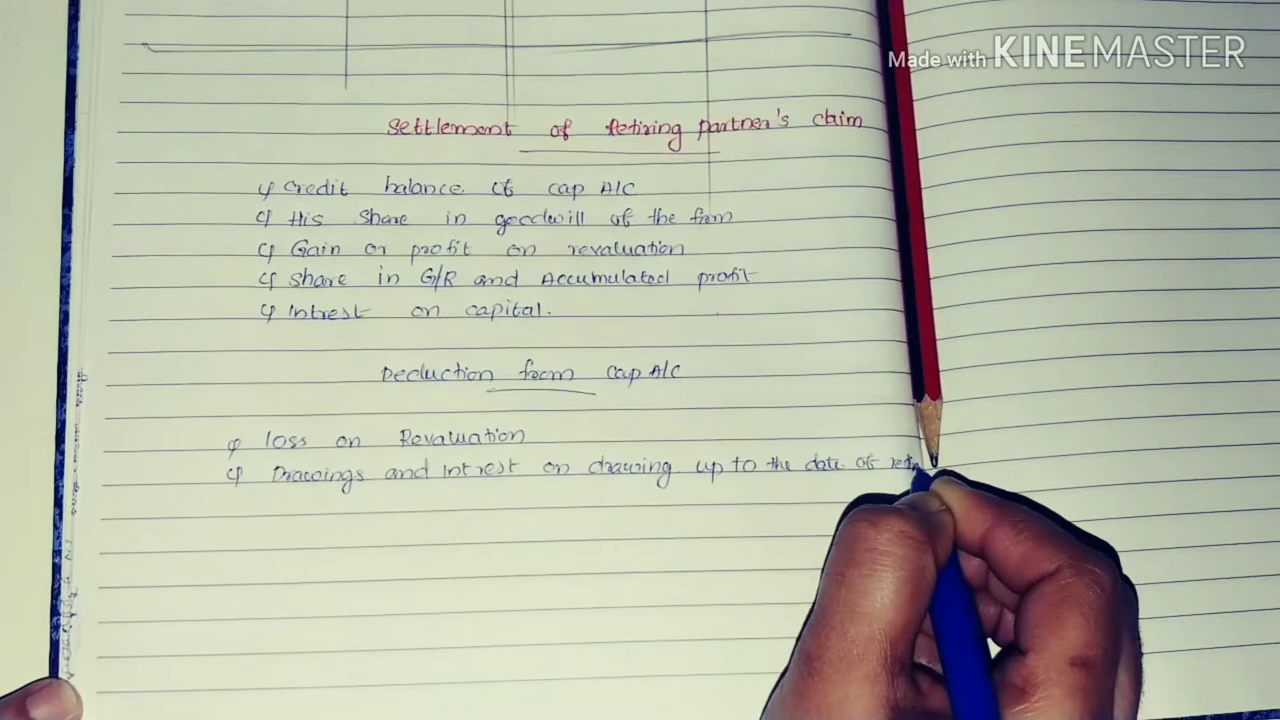 Made with KINEMASTER
Settlement of Retiring partner's claim
Credit balance of cap A/C
His share in goodwill of the firm
Gain or profit on revaluation
Share in G/R and Accumulated profit
Intrest on capital.
Deduction from cap A/C
loss on Revaluation
Drawings and Intrest on drawing up to the date of